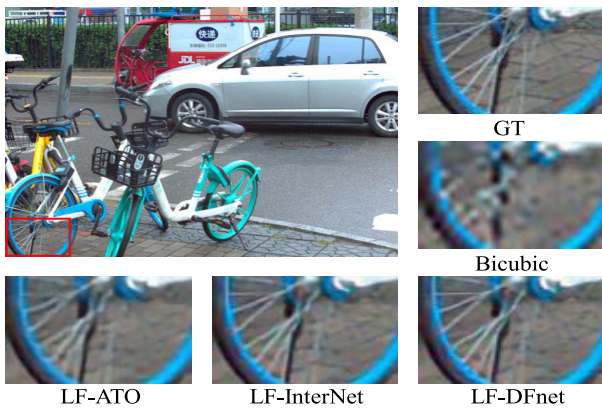 快递
JDL
GT
Bicubic
LF-ATO
LF-InterNet
LF-DFnet